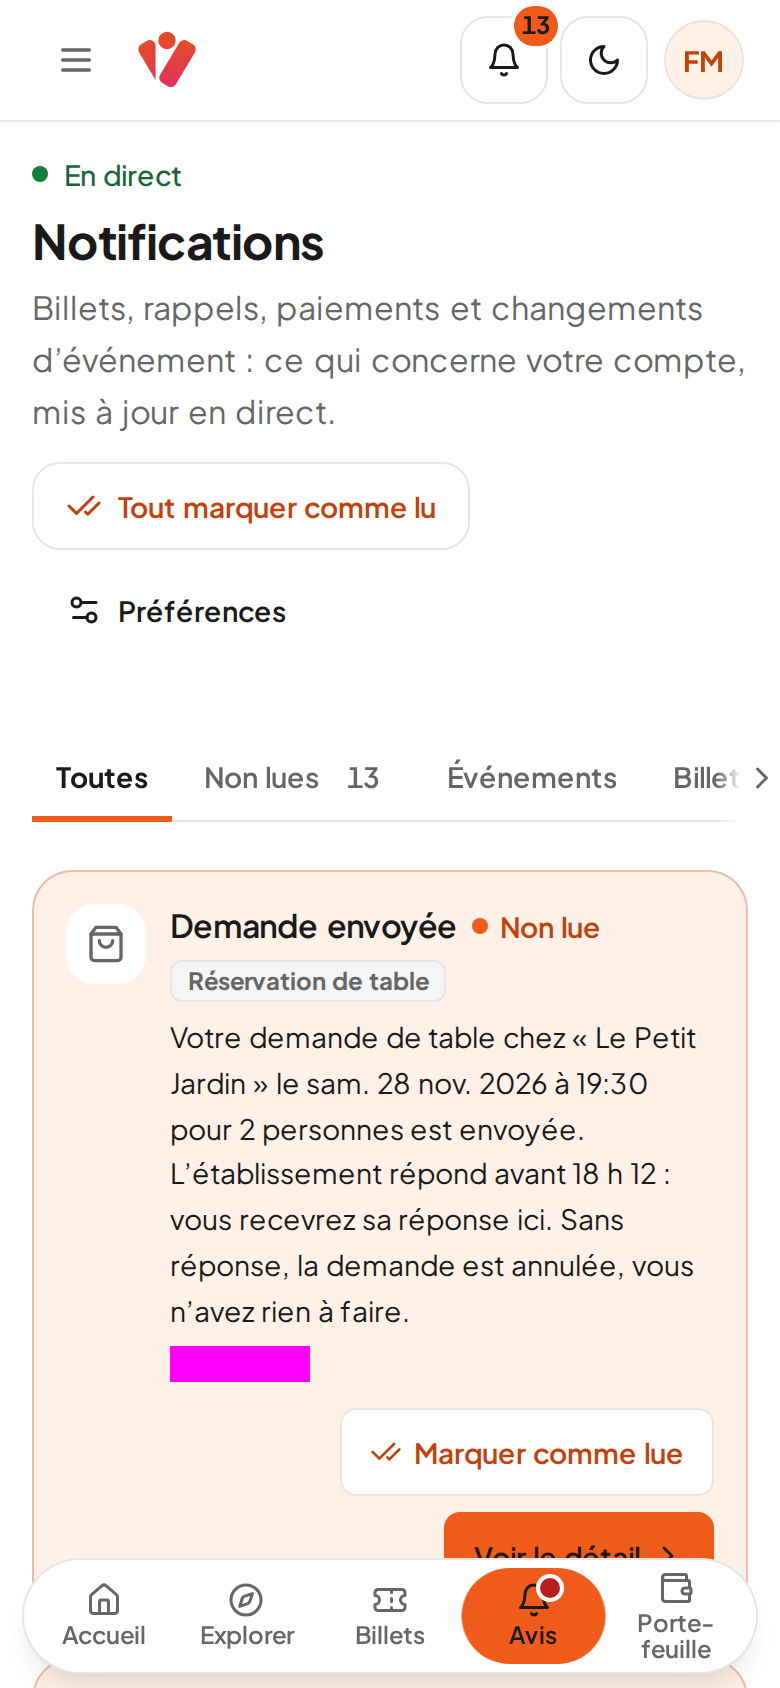 13
FM
En direct
Notifications
Billets, rappels, paiements et changements
d’événement : ce qui concerne votre compte,
mis à jour en direct.
Tout marquer comme lu
Préférences
Toutes Non lues 13 Événements Billet
Demande envoyée Non lue
Réservation de table
Votre demande de table chez « Le Petit
Jardin » le sam. 28 nov. 2026 à 19:30
pour 2 personnes est envoyée.
L’établissement répond avant 18 h 12 :
vous recevrez sa réponse ici. Sans
réponse, la demande est annulée, vous
n’avez rien à faire.
Marquer comme lue
Voir le détail
Accueil Explorer Billets Avis Porte-
feuille